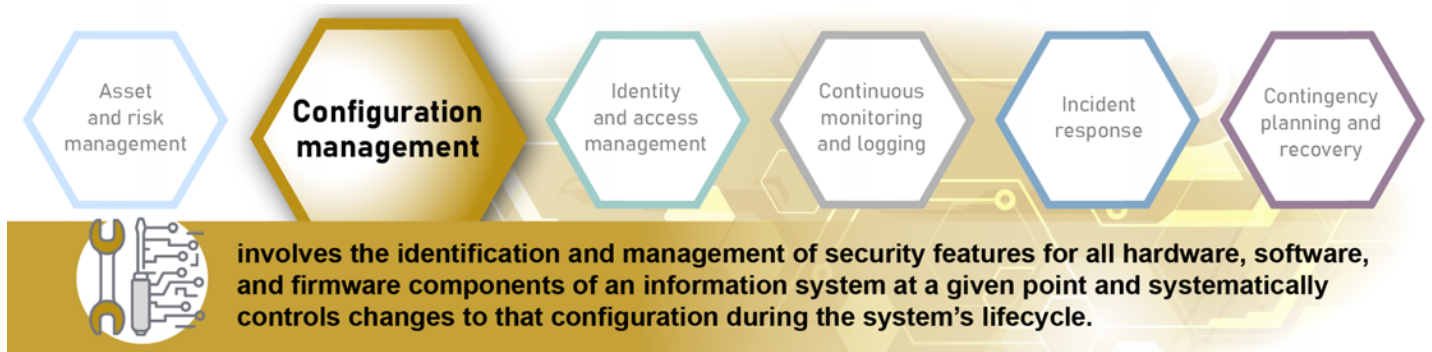 Asset
and risk
management
Configuration
management
Identity
and access
management
Continuous
monitoring
and logging
Incident
response
Contingency
planning and
recovery
involves the identification and management of security features for all hardware, software,
and firmware components of an information system at a given point and systematically
controls changes to that configuration during the system's lifecycle.